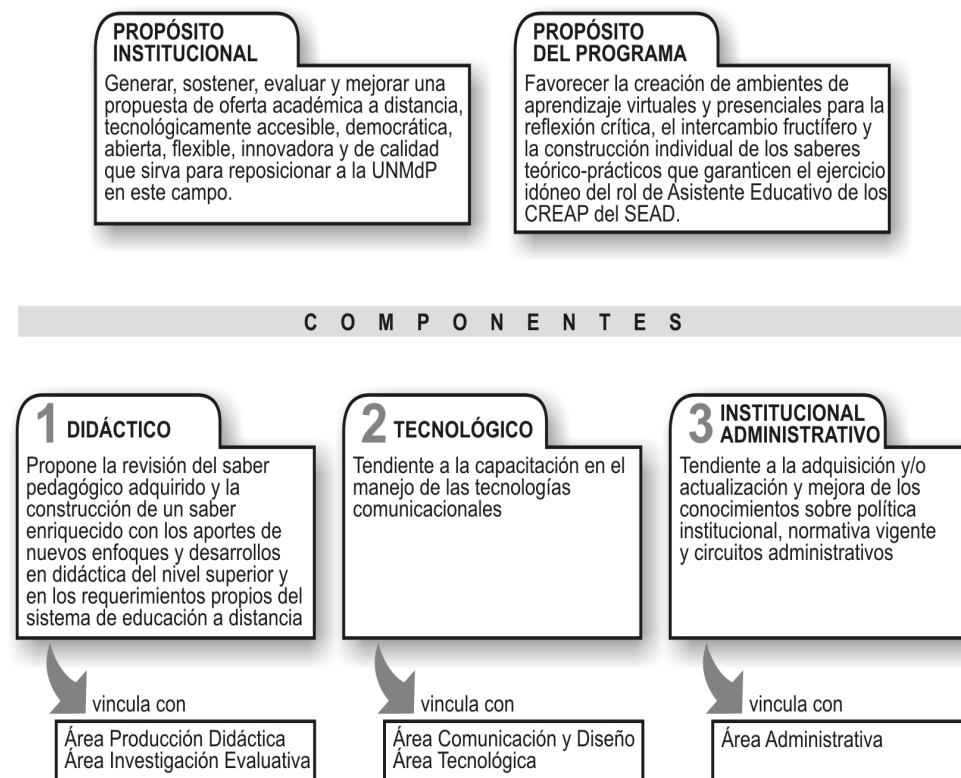 PROPÓSITO
INSTITUCIONAL
Generar, sostener, evaluar y mejorar una
propuesta de oferta académica a distancia,
tecnológicamente accesible, democrática,
abierta, flexible, innovadora y de calidad
que sirva para reposicionar a la UNMdP
en este campo.
PROPÓSITO
DEL PROGRAMA
Favorecer la creación de ambientes de
aprendizaje virtuales y presenciales para la
reflexión crítica, el intercambio fructífero y
la construcción individual de los saberes
teórico-prácticos que garanticen el ejercicio
idóneo del rol de Asistente Educativo de los
CREAP del SEAD.
COMPONENTES
1 DIDÁCTICO
Propone la revisión del saber
pedagógico adquirido y la
construcción de un saber
enriquecido con los aportes de
nuevos enfoques y desarrollos
en didáctica del nivel superior y
en los requerimientos propios del
sistema de educación a distancia
vincula con
Área Producción Didáctica
Área Investigación Evaluativa
2 TECNOLÓGICO
Tendiente a la capacitación en el
manejo de las tecnologías
comunicacionales
vincula con
Área Comunicación y Diseño
Área Tecnológica
3 INSTITUCIONAL
ADMINISTRATIVO
Tendiente a la adquisición y/o
actualización y mejora de los
conocimientos sobre política
institucional, normativa vigente
y circuitos administrativos
vincula con
Área Administrativa